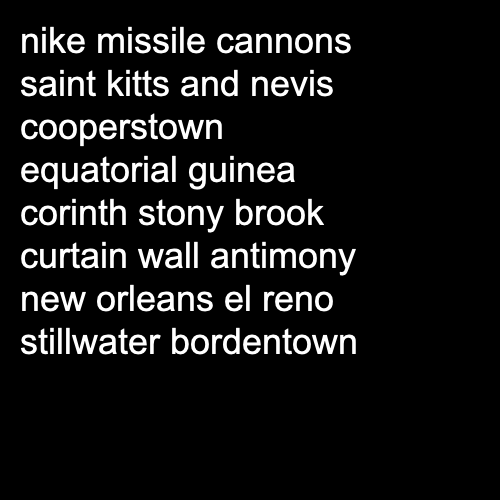 nike missile cannons
saint kitts and nevis
cooperstown
equatorial guinea
corinth stony brook
curtain wall antimony
new orleans el reno
stillwater bordentown